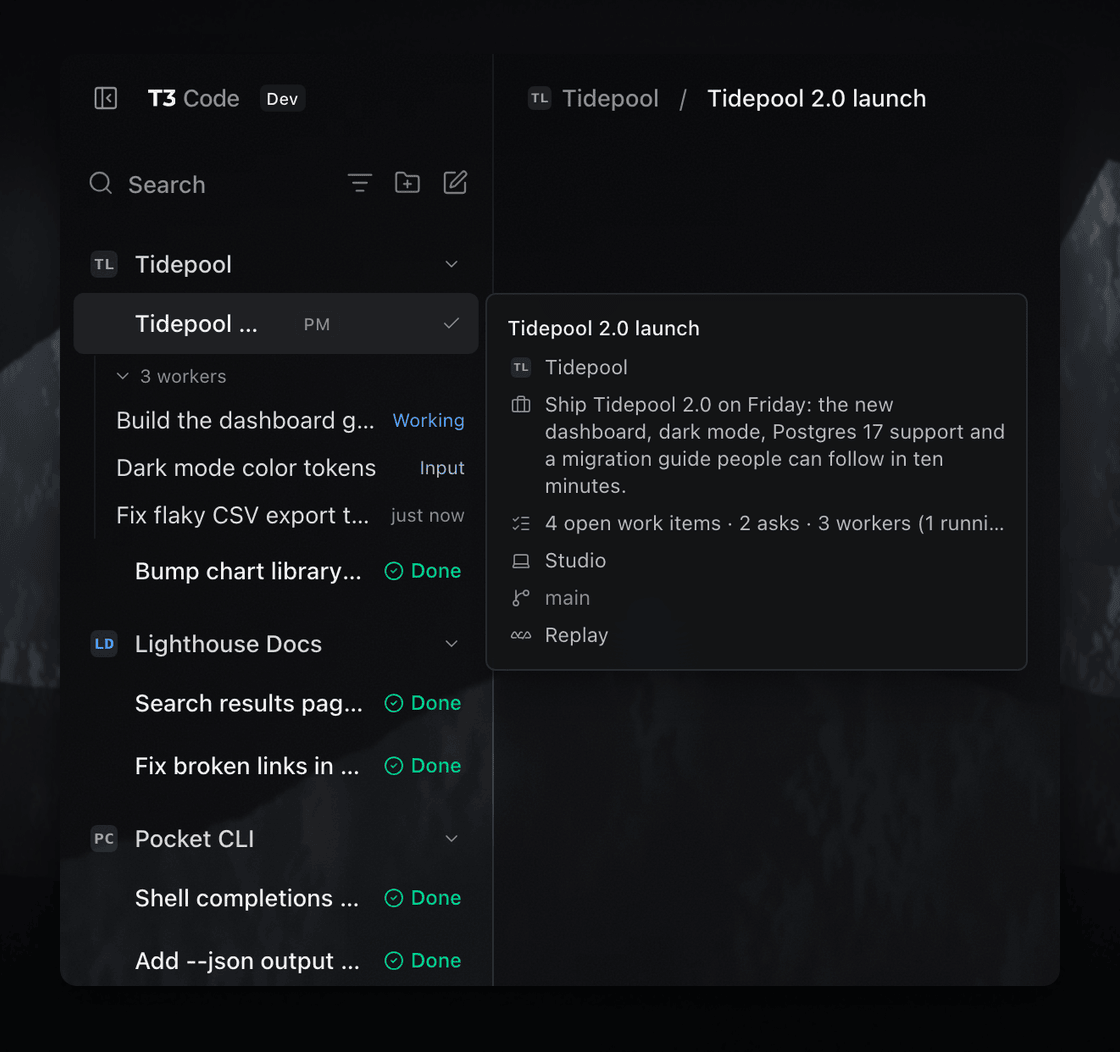 T3 Code Dev
TL Tidepool / Tidepool 2.0 launch
Search
TL Tidepool
Tidepool ... PM
3 workers
Build the dashboard g... Working
Dark mode color tokens Input
Fix flaky CSV export t... just now
Bump chart library... Done
LD Lighthouse Docs
Search results pag... Done
Fix broken links in ... Done
PC Pocket CLI
Shell completions ... Done
Add --json output ... Done
Tidepool 2.0 launch
TL Tidepool
Ship Tidepool 2.0 on Friday: the new
dashboard, dark mode, Postgres 17 support and
a migration guide people can follow in ten
minutes.
4 open work items · 2 asks · 3 workers (1 runni...
Studio
main
Replay